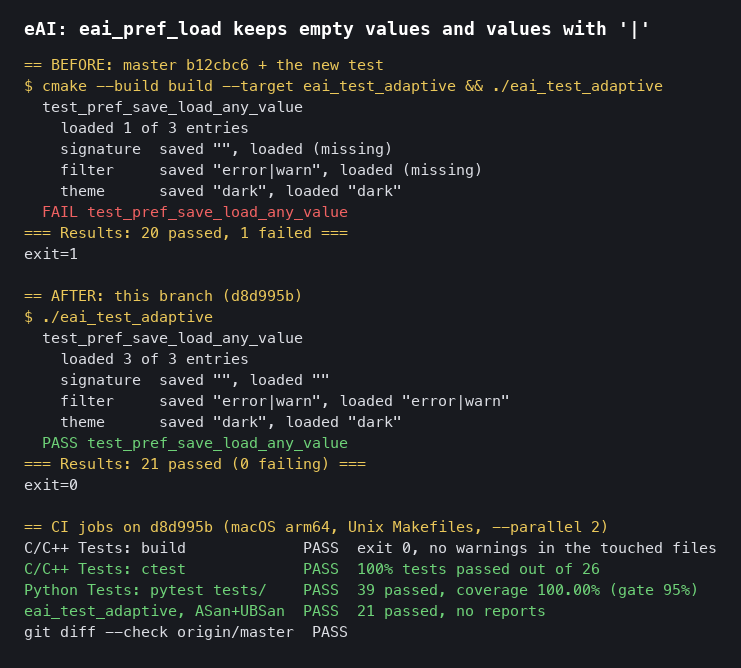 eAI: eai_pref_load keeps empty values and values with '|'
== BEFORE: master b12cbc6 + the new test
$ cmake --build build --target eai_test_adaptive && ./eai_test_adaptive
  test_pref_save_load_any_value
    loaded 1 of 3 entries
    signature  saved "", loaded (missing)
    filter     saved "error|warn", loaded (missing)
    theme      saved "dark", loaded "dark"
  FAIL test_pref_save_load_any_value
=== Results: 20 passed, 1 failed ===
exit=1

== AFTER: this branch (d8d995b)
$ ./eai_test_adaptive
  test_pref_save_load_any_value
    loaded 3 of 3 entries
    signature  saved "", loaded ""
    filter     saved "error|warn", loaded "error|warn"
    theme      saved "dark", loaded "dark"
  PASS test_pref_save_load_any_value
=== Results: 21 passed (0 failing) ===
exit=0

== CI jobs on d8d995b (macOS arm64, Unix Makefiles, --parallel 2)
C/C++ Tests: build             PASS  exit 0, no warnings in the touched files
C/C++ Tests: ctest             PASS  100% tests passed out of 26
Python Tests: pytest tests/    PASS  39 passed, coverage 100.00% (gate 95%)
eai_test_adaptive, ASan+UBSan  PASS  21 passed, no reports
git diff --check origin/master  PASS